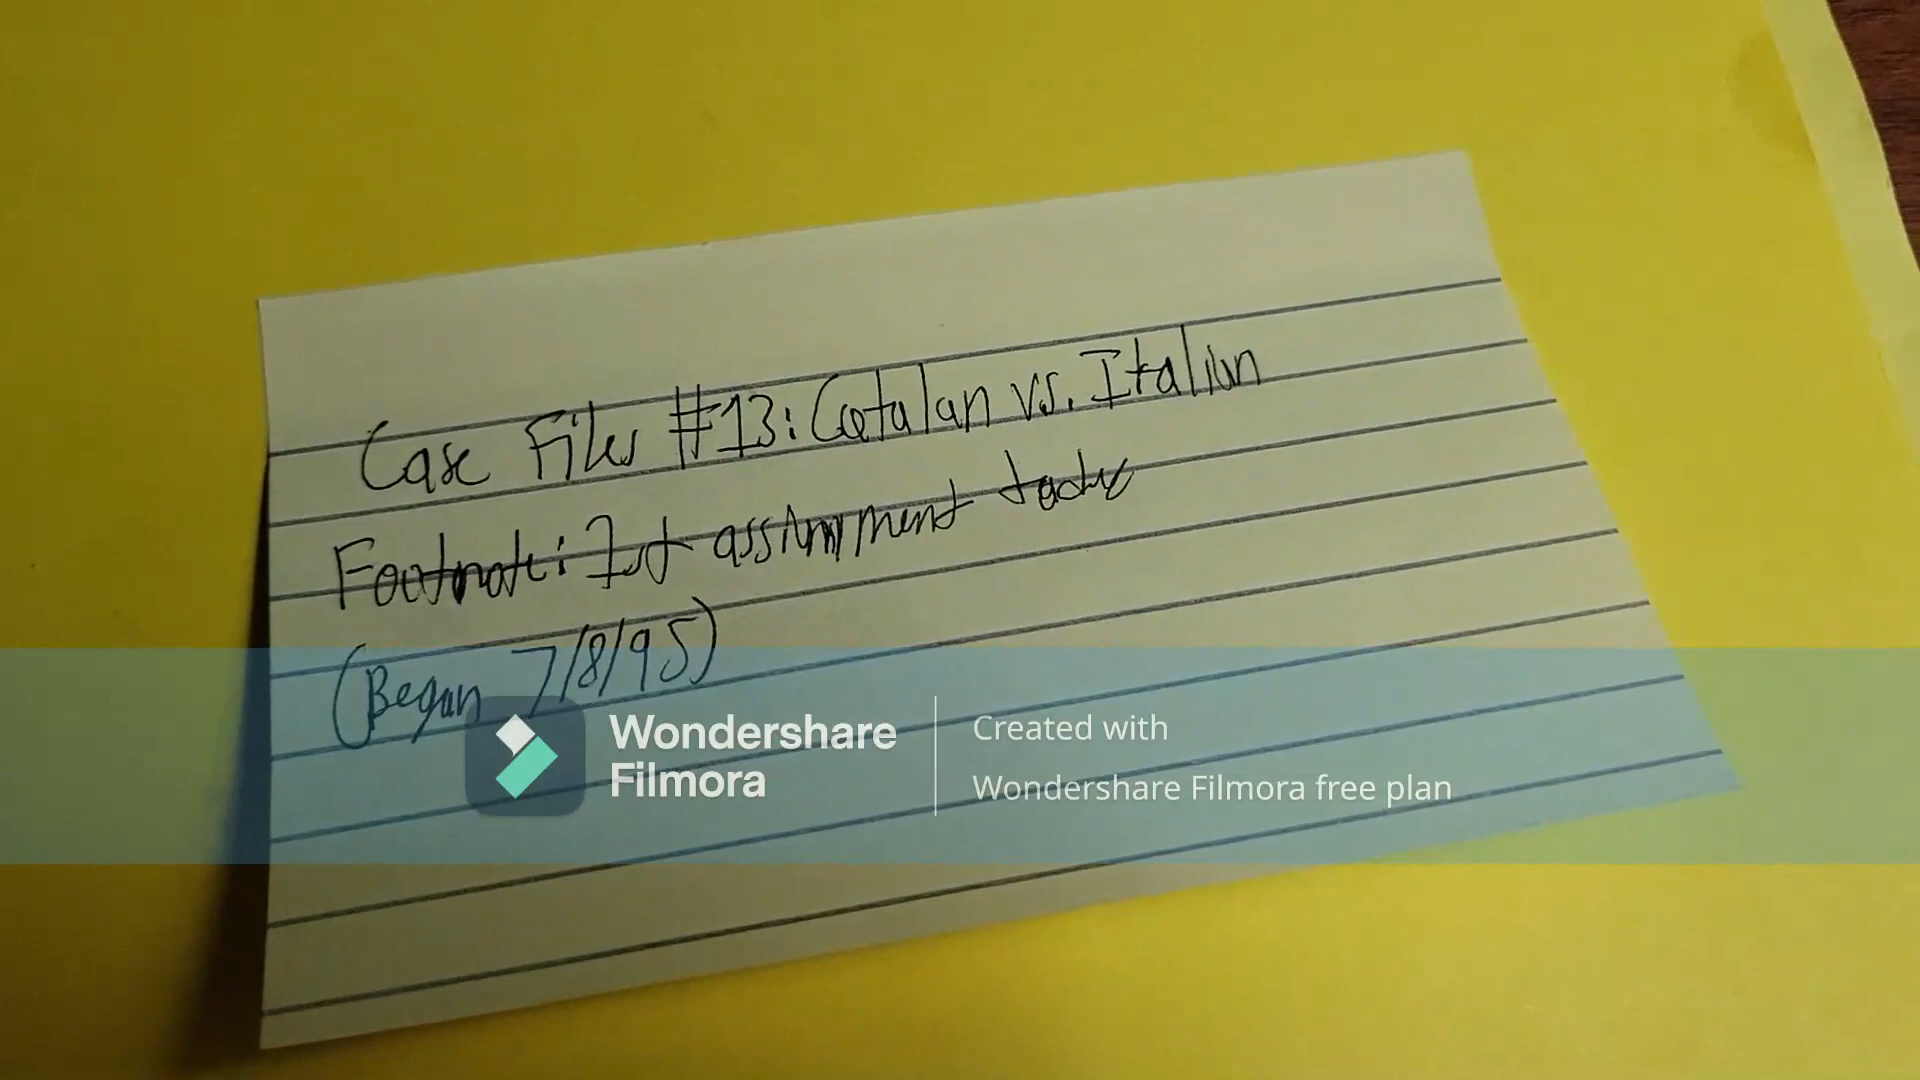 Case Files #13: Catalan vs. Italian
Footnote: 1st assignment today
(Began 7/8/95)
Wondershare
Filmora
Created with
Wondershare Filmora free plan